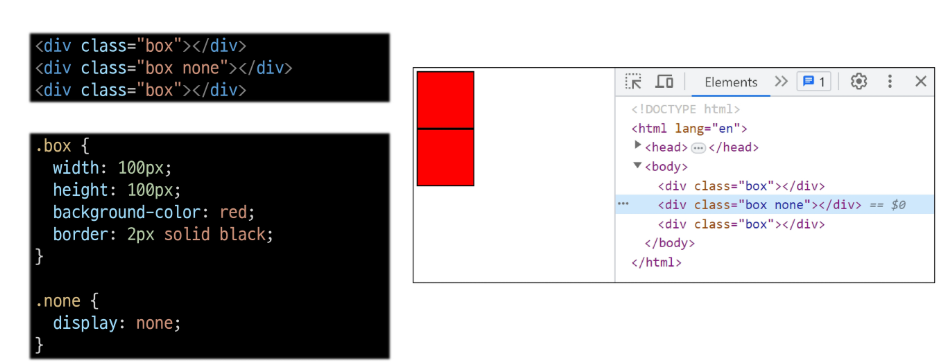 <div class="box"></div>
<div class="box none"></div>
<div class="box"></div>
.box {
  width: 100px;
  height: 100px;
  background-color: red;
  border: 2px solid black;
}
.none {
  display: none;
}
Elements 1
<!DOCTYPE html>
<html lang="en">
<head> ... </head>
<body>
<div class="box"></div>
... <div class="box none"></div> == $0
<div class="box"></div>
</body>
</html>